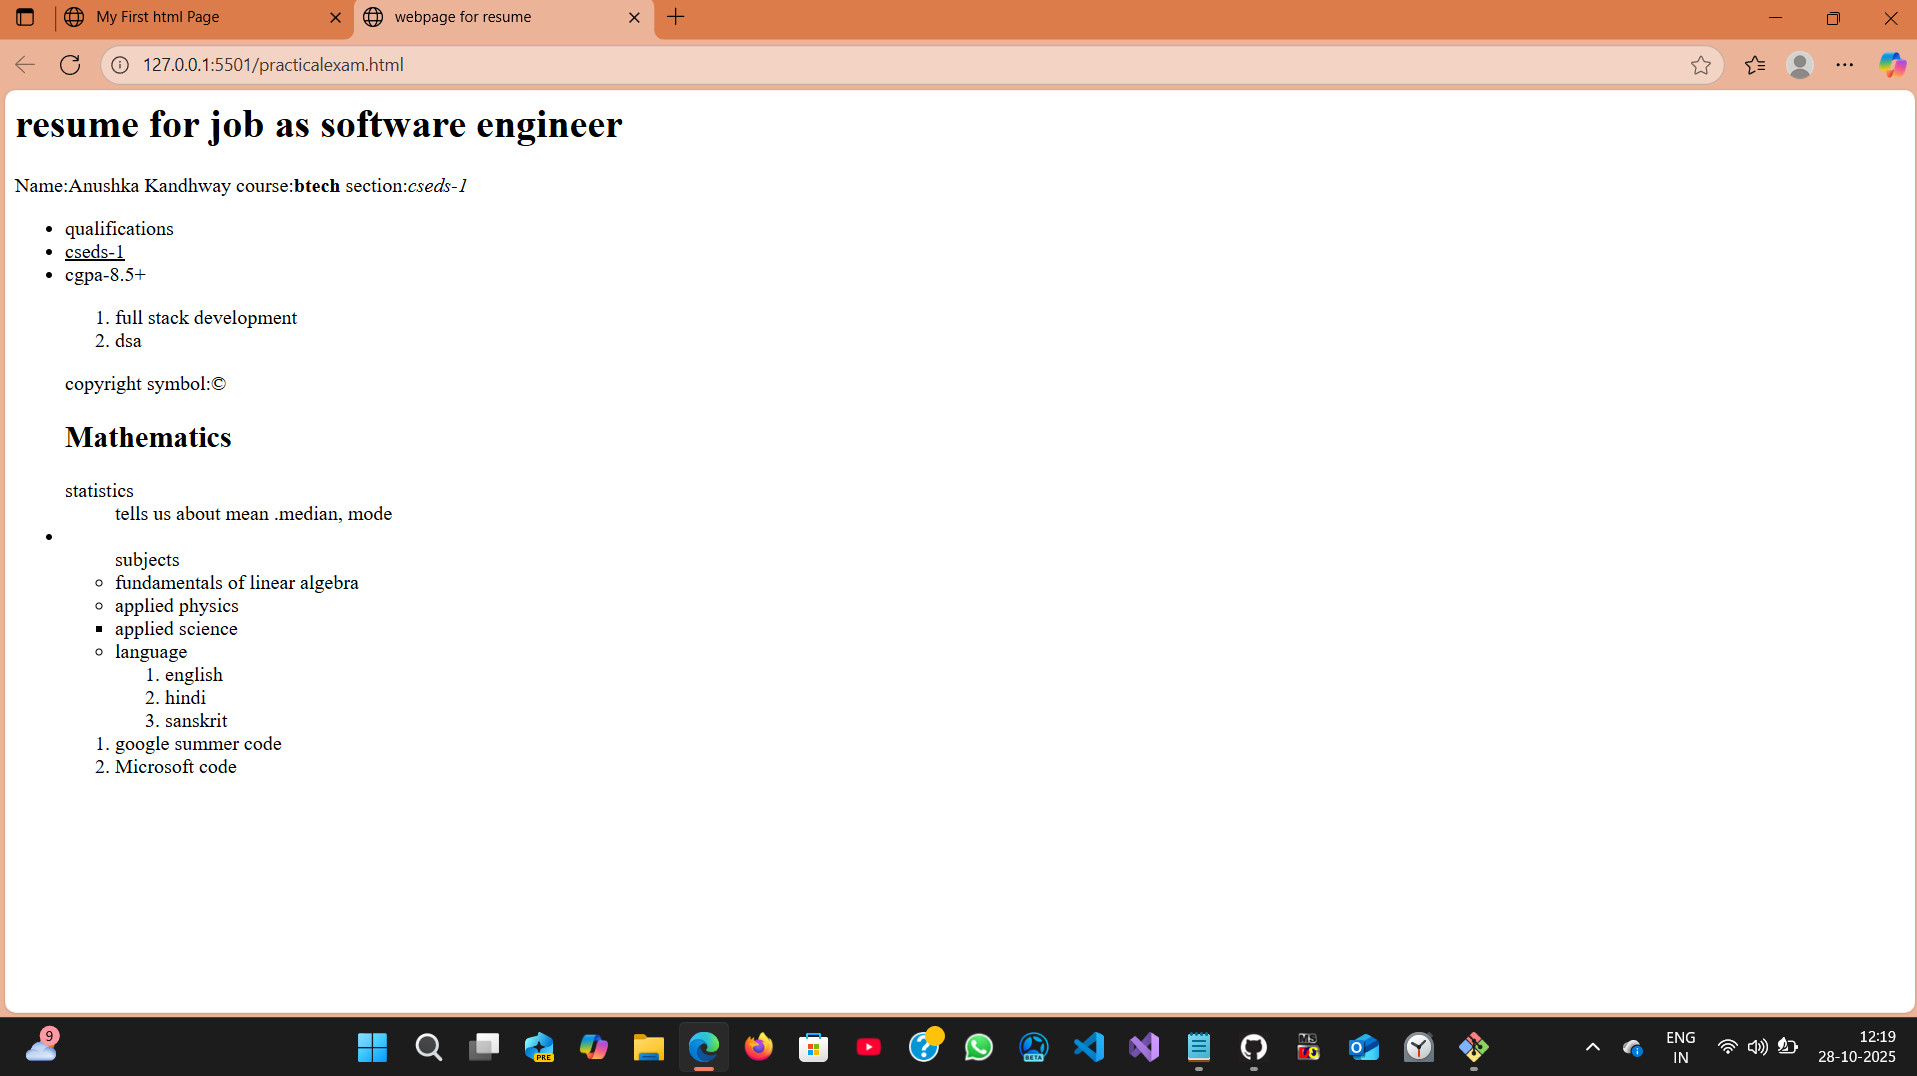 My First html Page
webpage for resume
127.0.0.1:5501/practicalexam.html
resume for job as software engineer
Name:Anushka Kandhway course:btech section:cseds-1
qualifications
cseds-1
cgpa-8.5+
1. full stack development
2. dsa
copyright symbol:©
Mathematics
statistics
tells us about mean .median, mode
subjects
fundamentals of linear algebra
applied physics
applied science
language
1. english
2. hindi
3. sanskrit
1. google summer code
2. Microsoft code
9
PRE
BETA
ENG
IN
12:19
28-10-2025